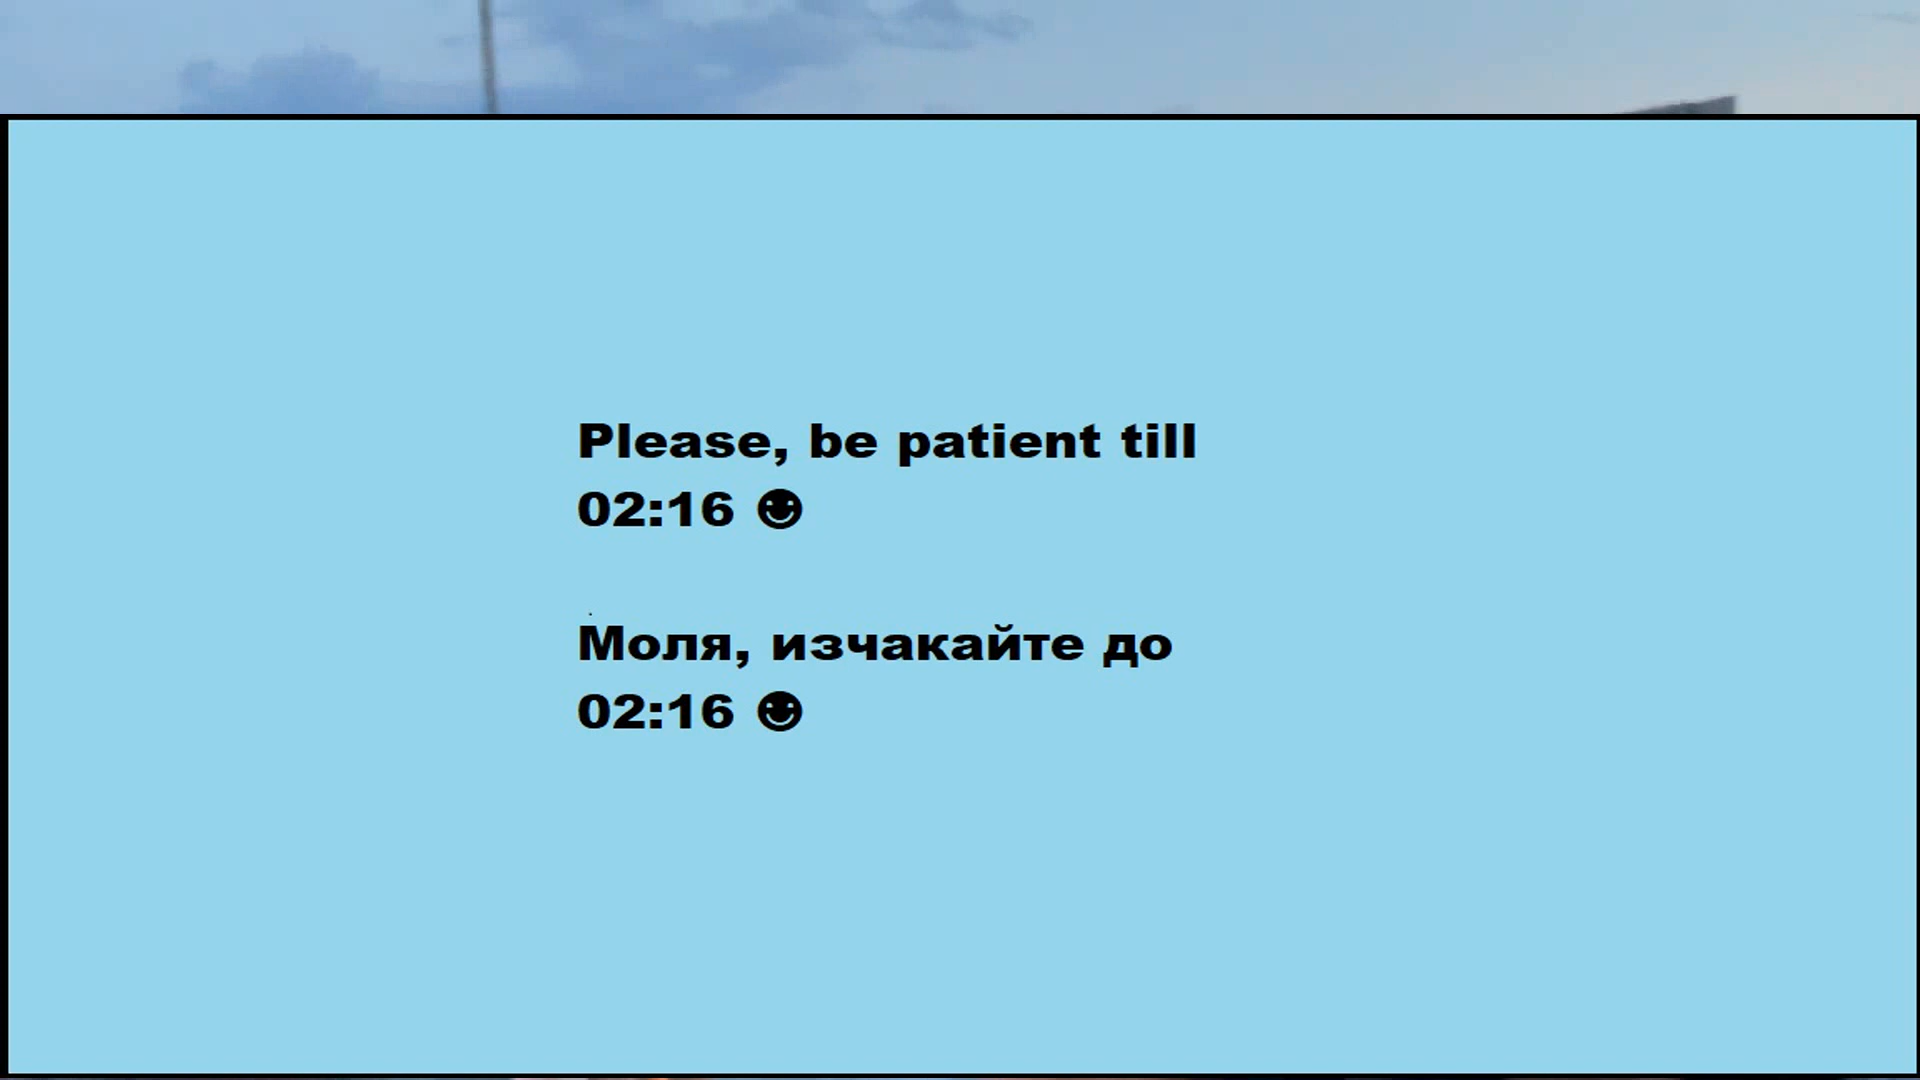 Please, be patient till
02:16 ☻
Моля, изчакайте до
02:16 ☻